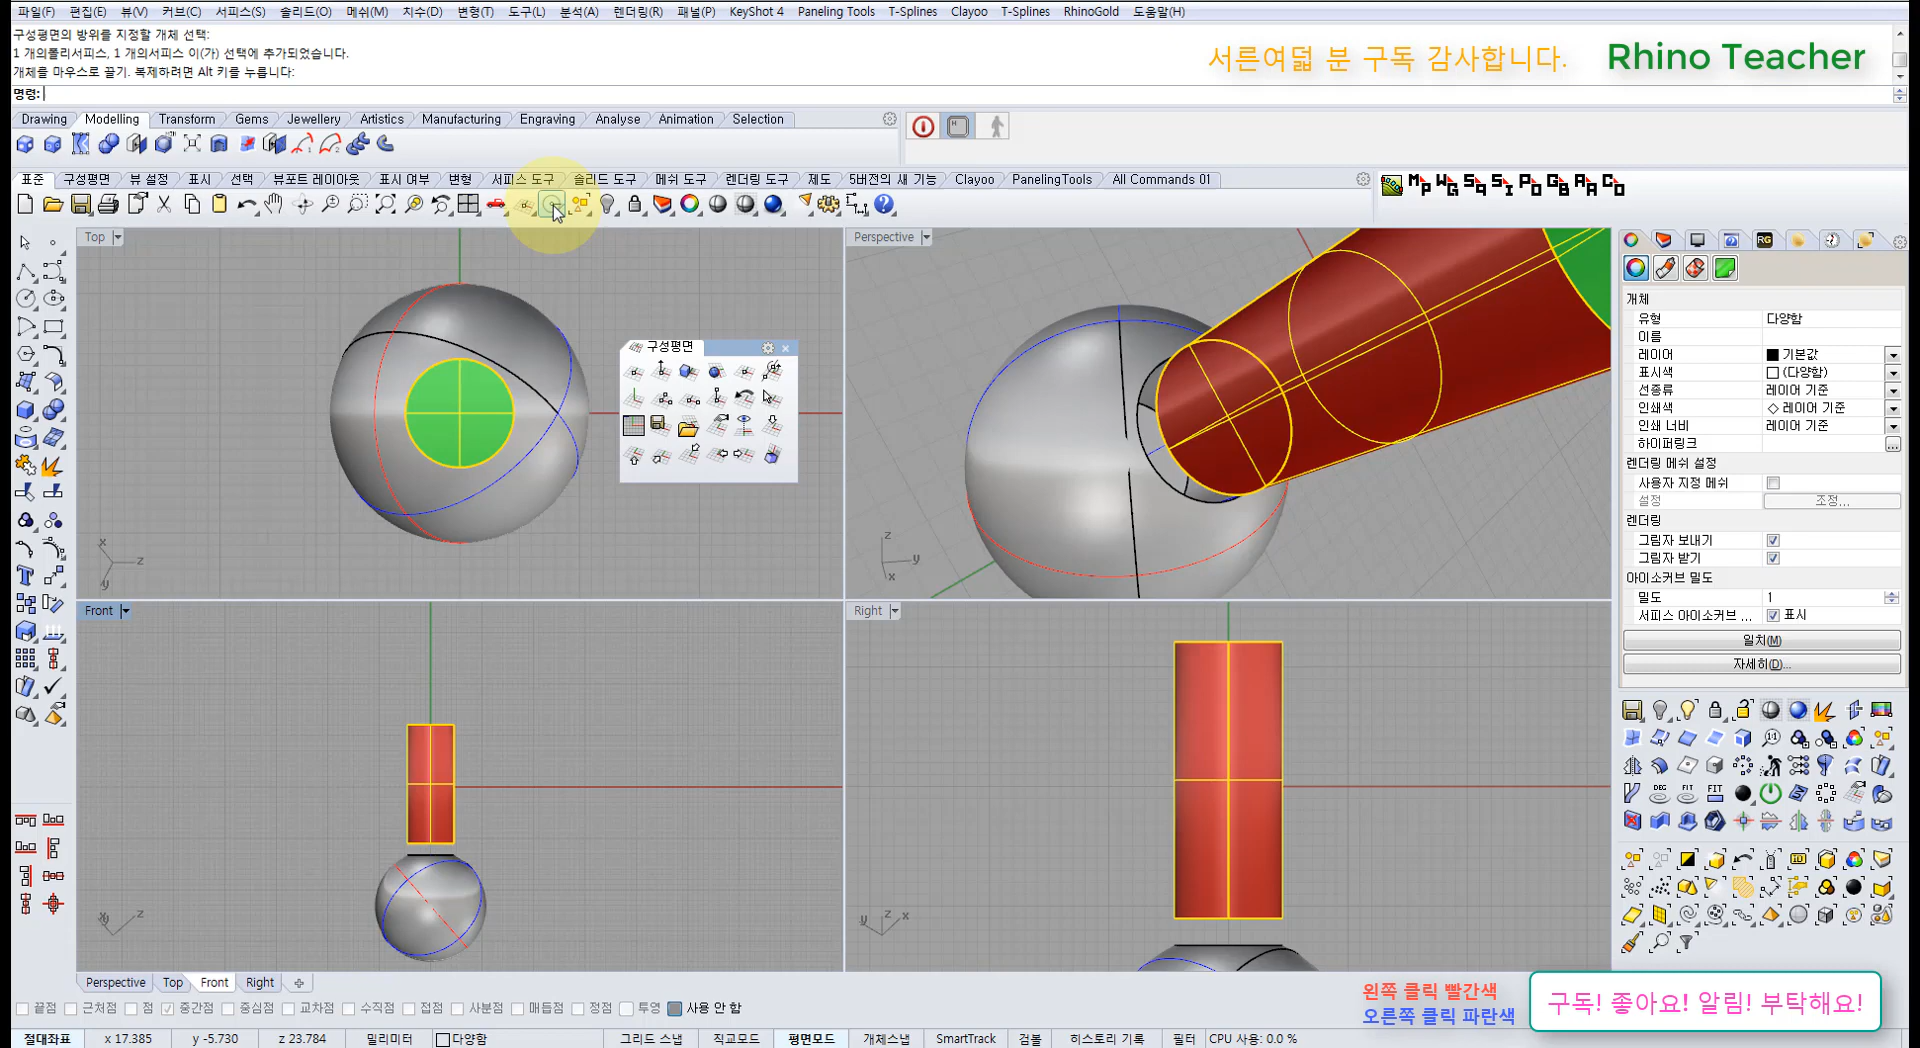 파일(F) 편집(E) 뷰(V) 커브(C) 서피스(S) 솔리드(O) 메쉬(M) 치수(D) 변형(T) 도구(L) 분석(A) 렌더링(R) 패널(P) KeyShot 4 Paneling Tools T-Splines Clayoo T-Splines RhinoGold 도움말(H)
구성평면의 방위를 지정할 개체 선택:
1 개의폴리서피스, 1 개의서피스 이(가) 선택에 추가되었습니다.
개체를 마우스로 끌기. 복제하려면 Alt 키를 누릅니다:
명령:
서른여덟 분 구독 감사합니다.
Rhino Teacher
Drawing Modelling Transform Gems Jewellery Artistics Manufacturing Engraving Analyse Animation Selection
표준 구성평면 뷰 설정 표시 선택 뷰포트 레이아웃 표시 여부 변형 서피스 도구 솔리드 도구 메쉬 도구 렌더링 도구 제도 5버전의 새 기능 Clayoo PanelingTools All Commands 01
Top
Perspective
구성평면
x z y
z y x
Front
Right
z
y z x
RG
개체
유형 다양함
이름
레이어 기본값
표시색 (다양함)
선종류 레이어 기준
인쇄색 레이어 기준
인쇄 너비 레이어 기준
하이퍼링크
렌더링 메쉬 설정
사용자 지정 메쉬
설정 조정...
렌더링
그림자 보내기
그림자 받기
아이소커브 밀도
밀도 1
서피스 아이소커브 ... 표시
일치(M)
자세히(D)...
Perspective Top Front Right
끝점 근처점 점 중간점 중심점 교차점 수직점 접점 사분점 매듭점 정점 투영 사용 안 함
왼쪽 클릭 빨간색
오른쪽 클릭 파란색
구독! 좋아요! 알림! 부탁해요!
절대좌표 x 17.385 y -5.730 z 23.784 밀리미터 다양함 그리드 스냅 직교모드 평면모드 개체스냅 SmartTrack 검볼 히스토리 기록 필터 CPU 사용: 0.0 %